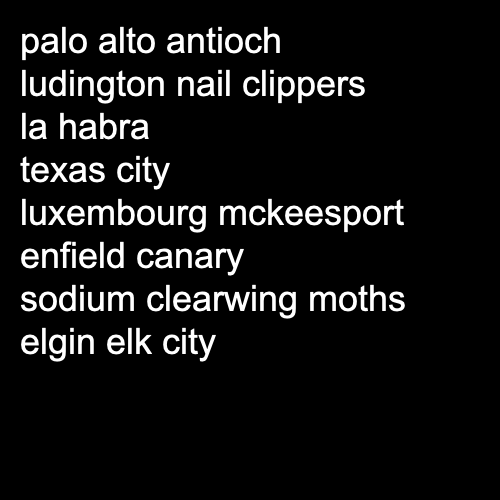 palo alto antioch
ludington nail clippers
la habra
texas city
luxembourg mckeesport
enfield canary
sodium clearwing moths
elgin elk city